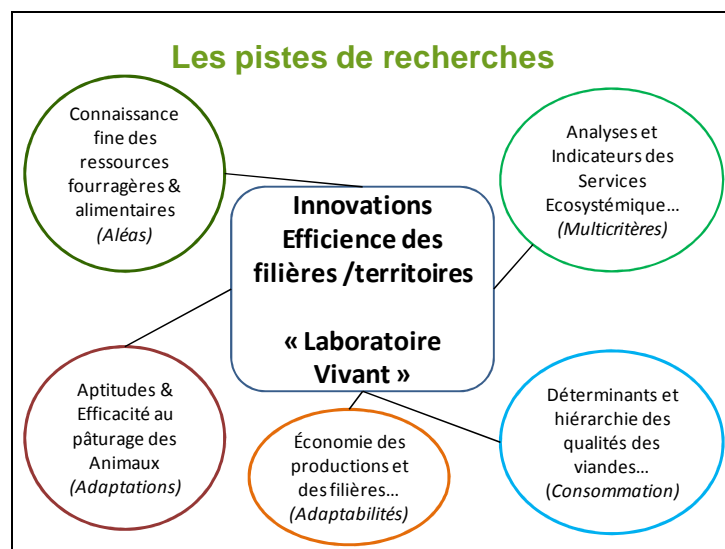 Les pistes de recherches
Connaissance
fine des
ressources
fourragères &
alimentaires
(Aléas)
Analyses et
Indicateurs des
Services
Ecosystémique…
(Multicritères)
Innovations
Efficience des
filières /territoires
« Laboratoire
Vivant »
Aptitudes &
Efficacité au
pâturage des
Animaux
(Adaptations)
Économie des
productions et
des filières…
(Adaptabilités)
Déterminants et
hiérarchie des
qualités des
viandes…
(Consommation)